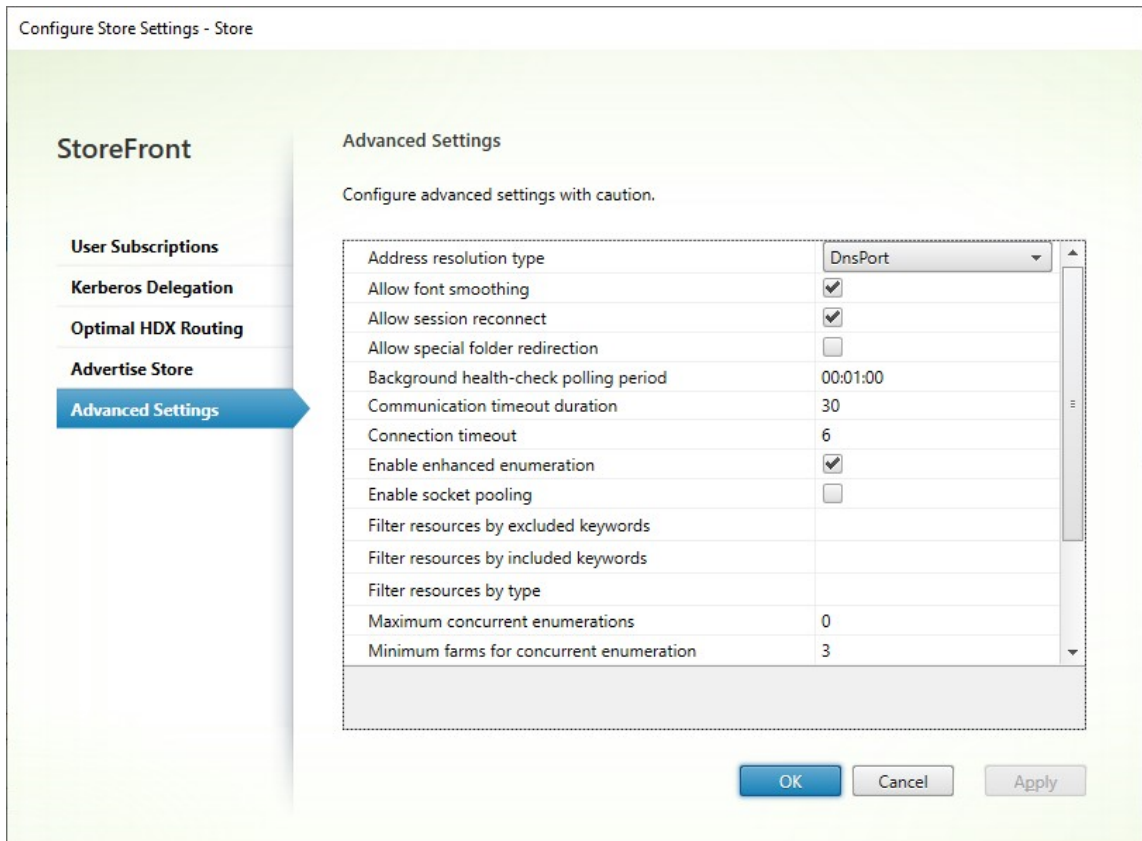 Configure Store Settings - Store
StoreFront
User Subscriptions
Kerberos Delegation
Optimal HDX Routing
Advertise Store
Advanced Settings
Advanced Settings
Configure advanced settings with caution.
Address resolution type DnsPort
Allow font smoothing
Allow session reconnect
Allow special folder redirection
Background health-check polling period 00:01:00
Communication timeout duration 30
Connection timeout 6
Enable enhanced enumeration
Enable socket pooling
Filter resources by excluded keywords
Filter resources by included keywords
Filter resources by type
Maximum concurrent enumerations 0
Minimum farms for concurrent enumeration 3
OK Cancel Apply